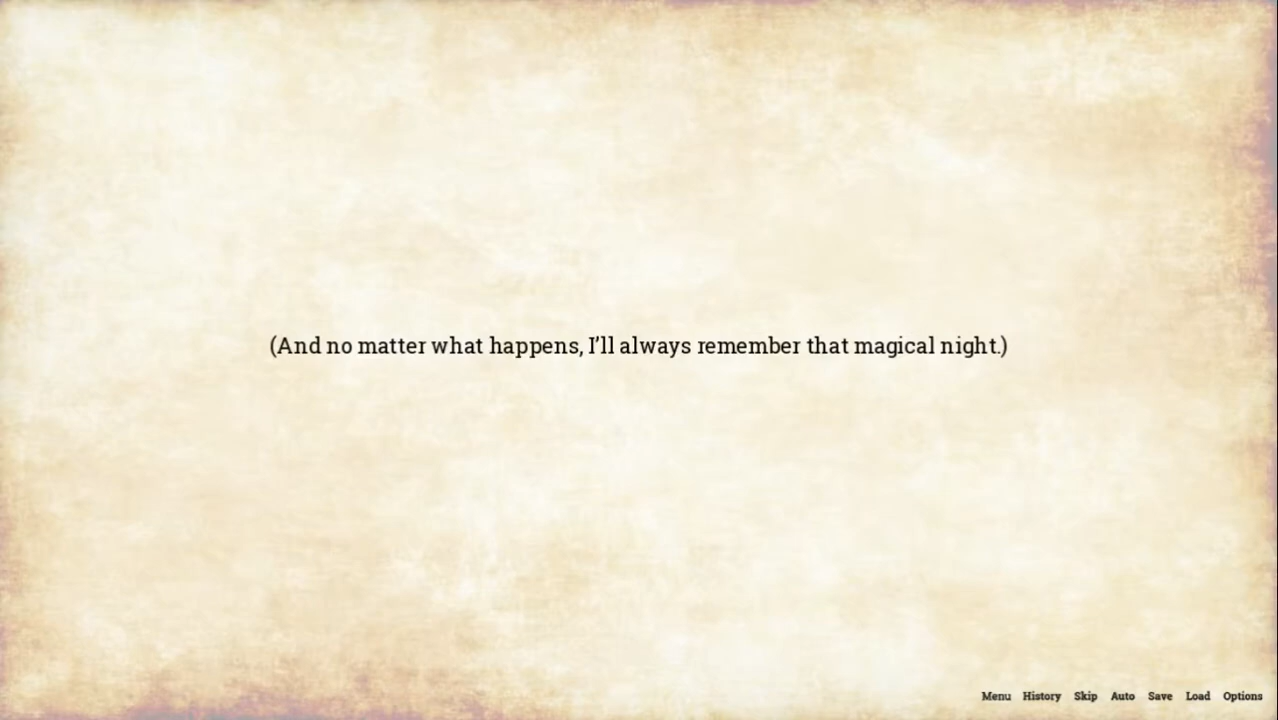 (And no matter what happens, I’ll always remember that magical night.)
Menu History Skip Auto Save Load Options